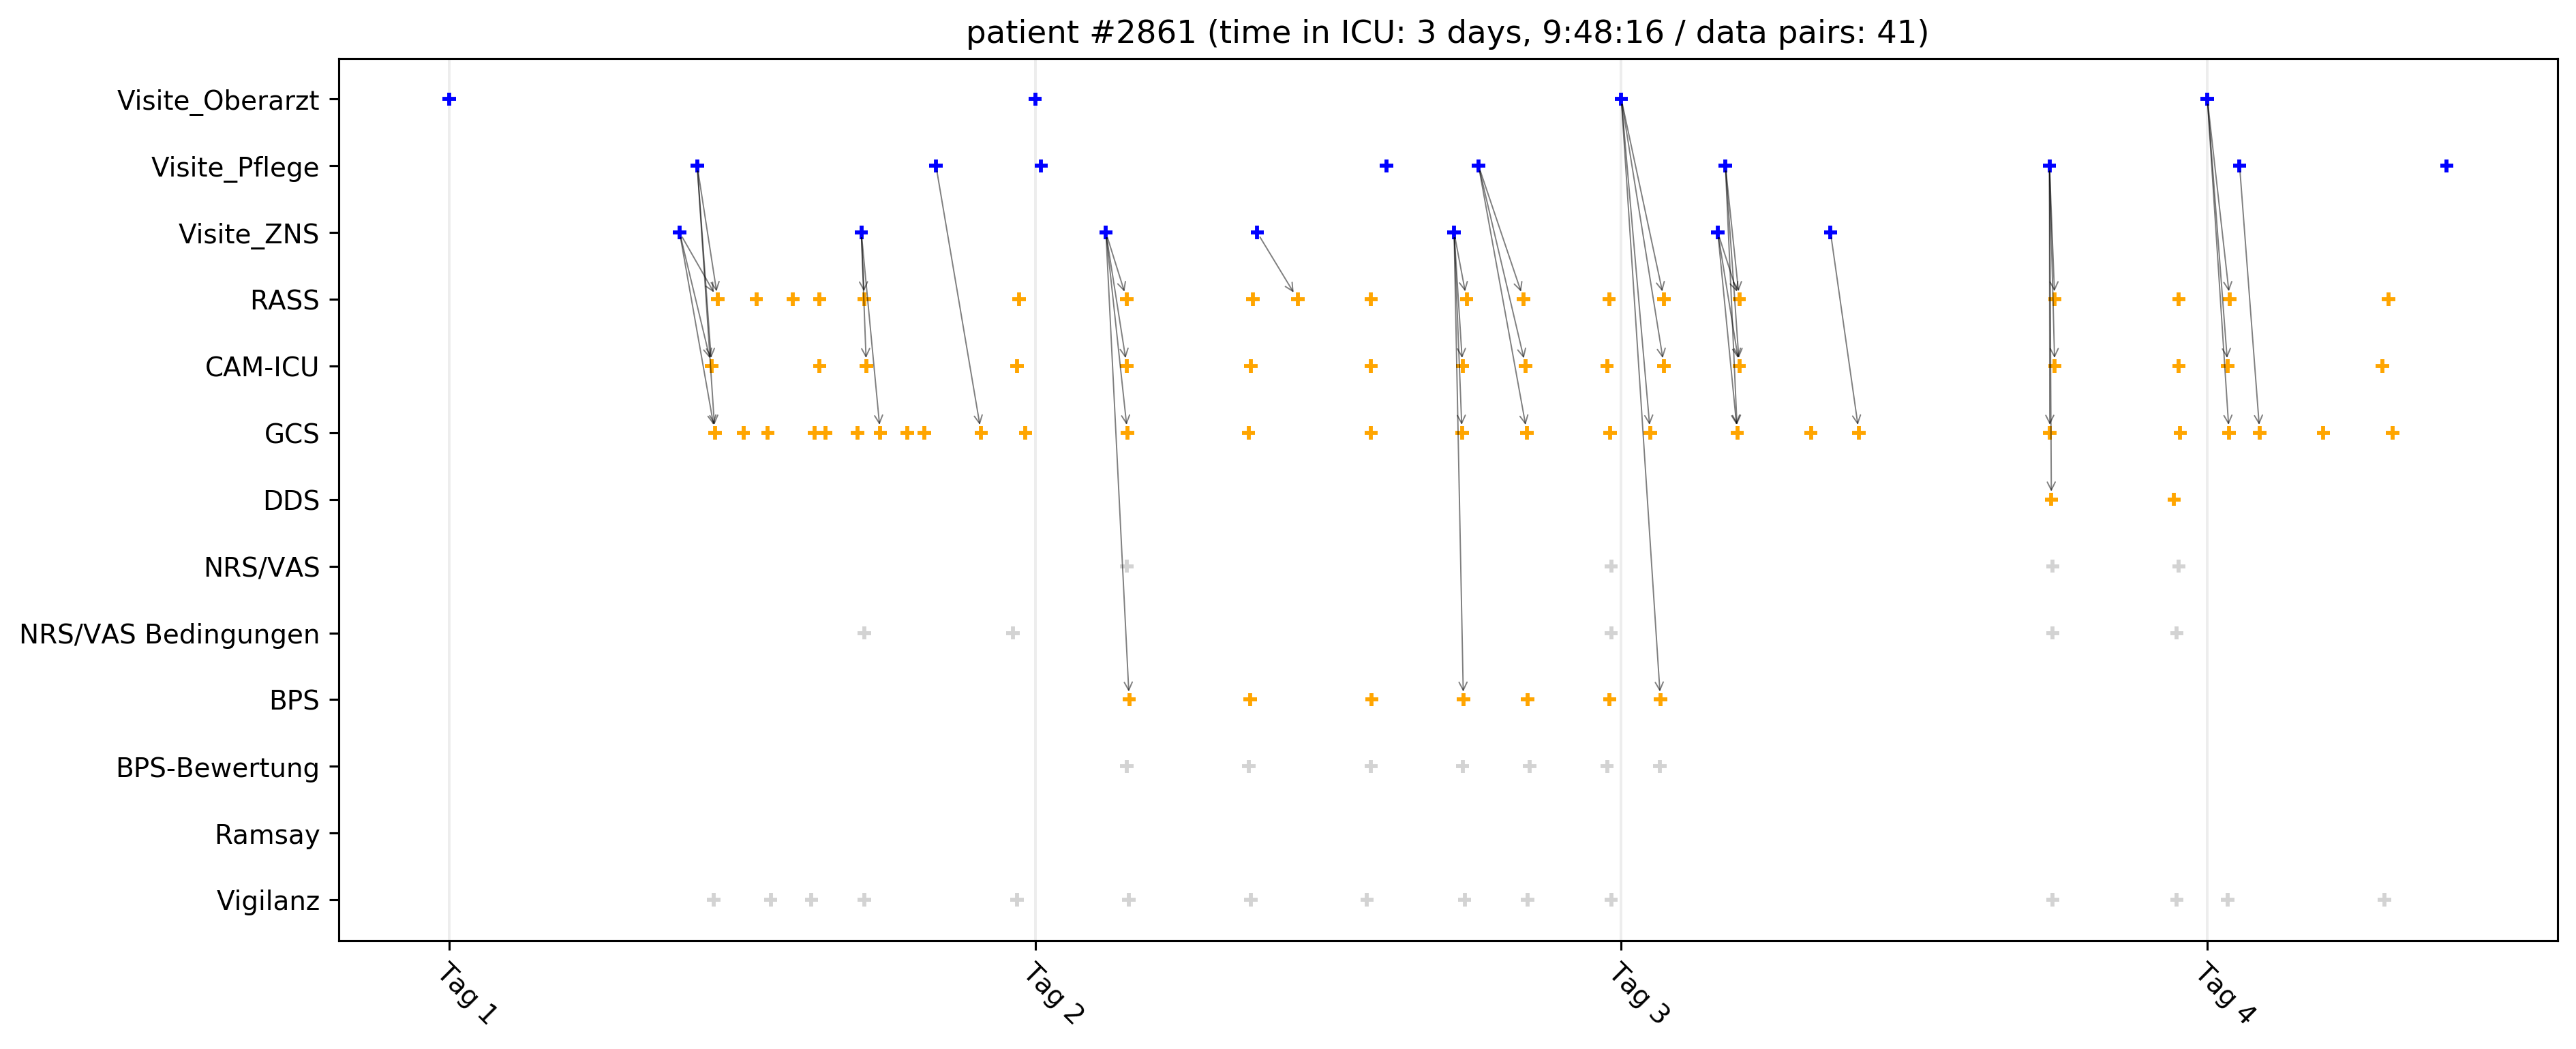 patient #2861 (time in ICU: 3 days, 9:48:16 / data pairs: 41)
Visite_Oberarzt
Visite_Pflege
Visite_ZNS
RASS
CAM-ICU
GCS
DDS
NRS/VAS
NRS/VAS Bedingungen
BPS
BPS-Bewertung
Ramsay
Vigilanz
Tag 1
Tag 2
Tag 3
Tag 4